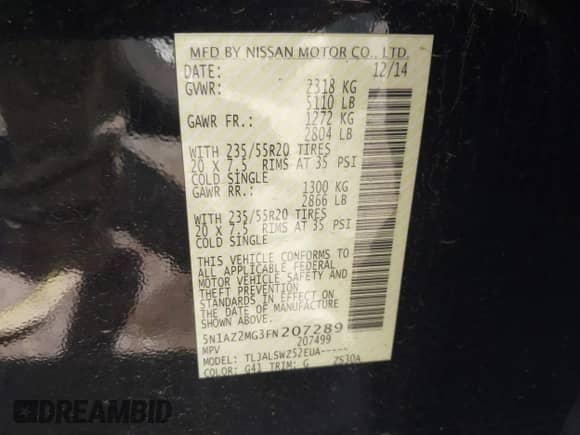 MFD BY NISSAN MOTOR CO., LTD.
DATE: 12/14
GVWR: 2318 KG
5110 LB
GAWR FR.: 1272 KG
2804 LB
WITH 235/55R20 TIRES
20 X 7.5 RIMS AT 35 PSI
COLD SINGLE
GAWR RR.: 1300 KG
2866 LB
WITH 235/55R20 TIRES
20 X 7.5 RIMS AT 35 PSI
COLD SINGLE
THIS VEHICLE CONFORMS TO
ALL APPLICABLE FEDERAL
MOTOR VEHICLE SAFETY AND
THEFT PREVENTION
STANDARDS IN EFFECT ON
THE DATE OF MANUFACTURE
5N1AZ2MG3FN207289
MPV 207499
MODEL: TLJALSWZ52EUA-----
COLOR: G41 TRIM: G ZS30A
DREAMBID